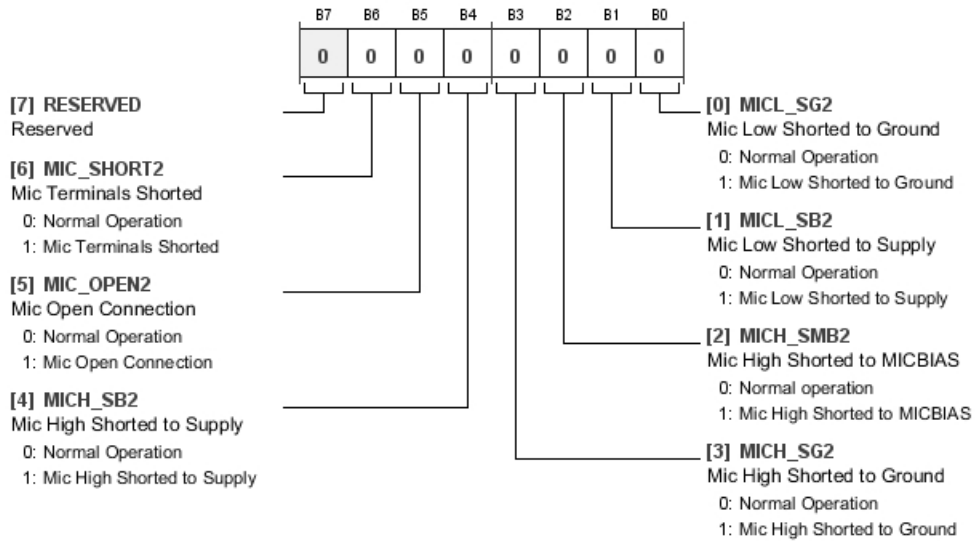 B7 B6 B5 B4 B3 B2 B1 B0
0 0 0 0 0 0 0 0
[7] RESERVED
Reserved
[6] MIC_SHORT2
Mic Terminals Shorted
0: Normal Operation
1: Mic Terminals Shorted
[5] MIC_OPEN2
Mic Open Connection
0: Normal Operation
1: Mic Open Connection
[4] MICH_SB2
Mic High Shorted to Supply
0: Normal Operation
1: Mic High Shorted to Supply
[0] MICL_SG2
Mic Low Shorted to Ground
0: Normal Operation
1: Mic Low Shorted to Ground
[1] MICL_SB2
Mic Low Shorted to Supply
0: Normal Operation
1: Mic Low Shorted to Supply
[2] MICH_SMB2
Mic High Shorted to MICBIAS
0: Normal operation
1: Mic High Shorted to MICBIAS
[3] MICH_SG2
Mic High Shorted to Ground
0: Normal Operation
1: Mic High Shorted to Ground